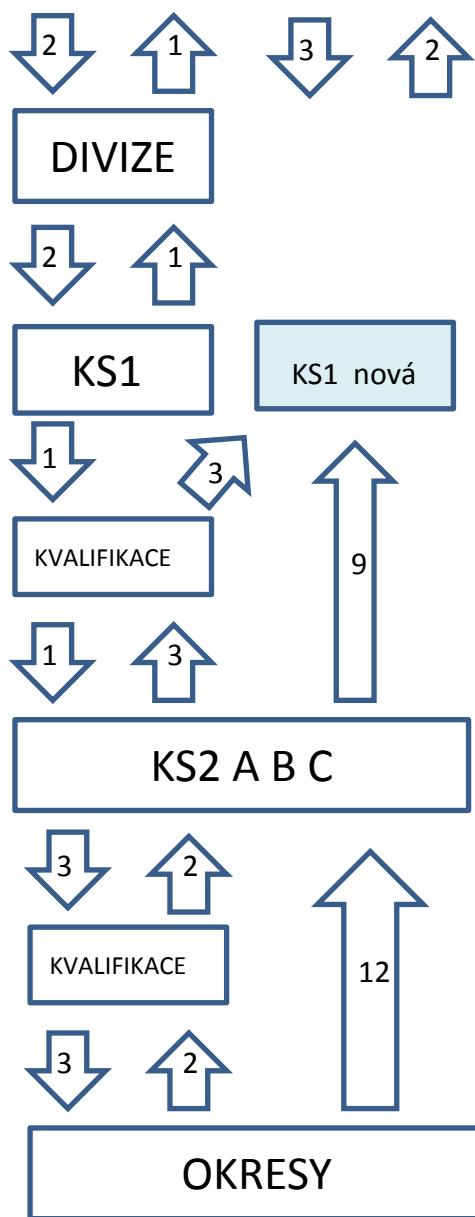 2 1 3 2
DIVIZE
2 1
KS1 KS1 nová
1 3
KVALIFIKACE
9
1 3
KS2 A B C
3 2
KVALIFIKACE
12
3 2
OKRESY